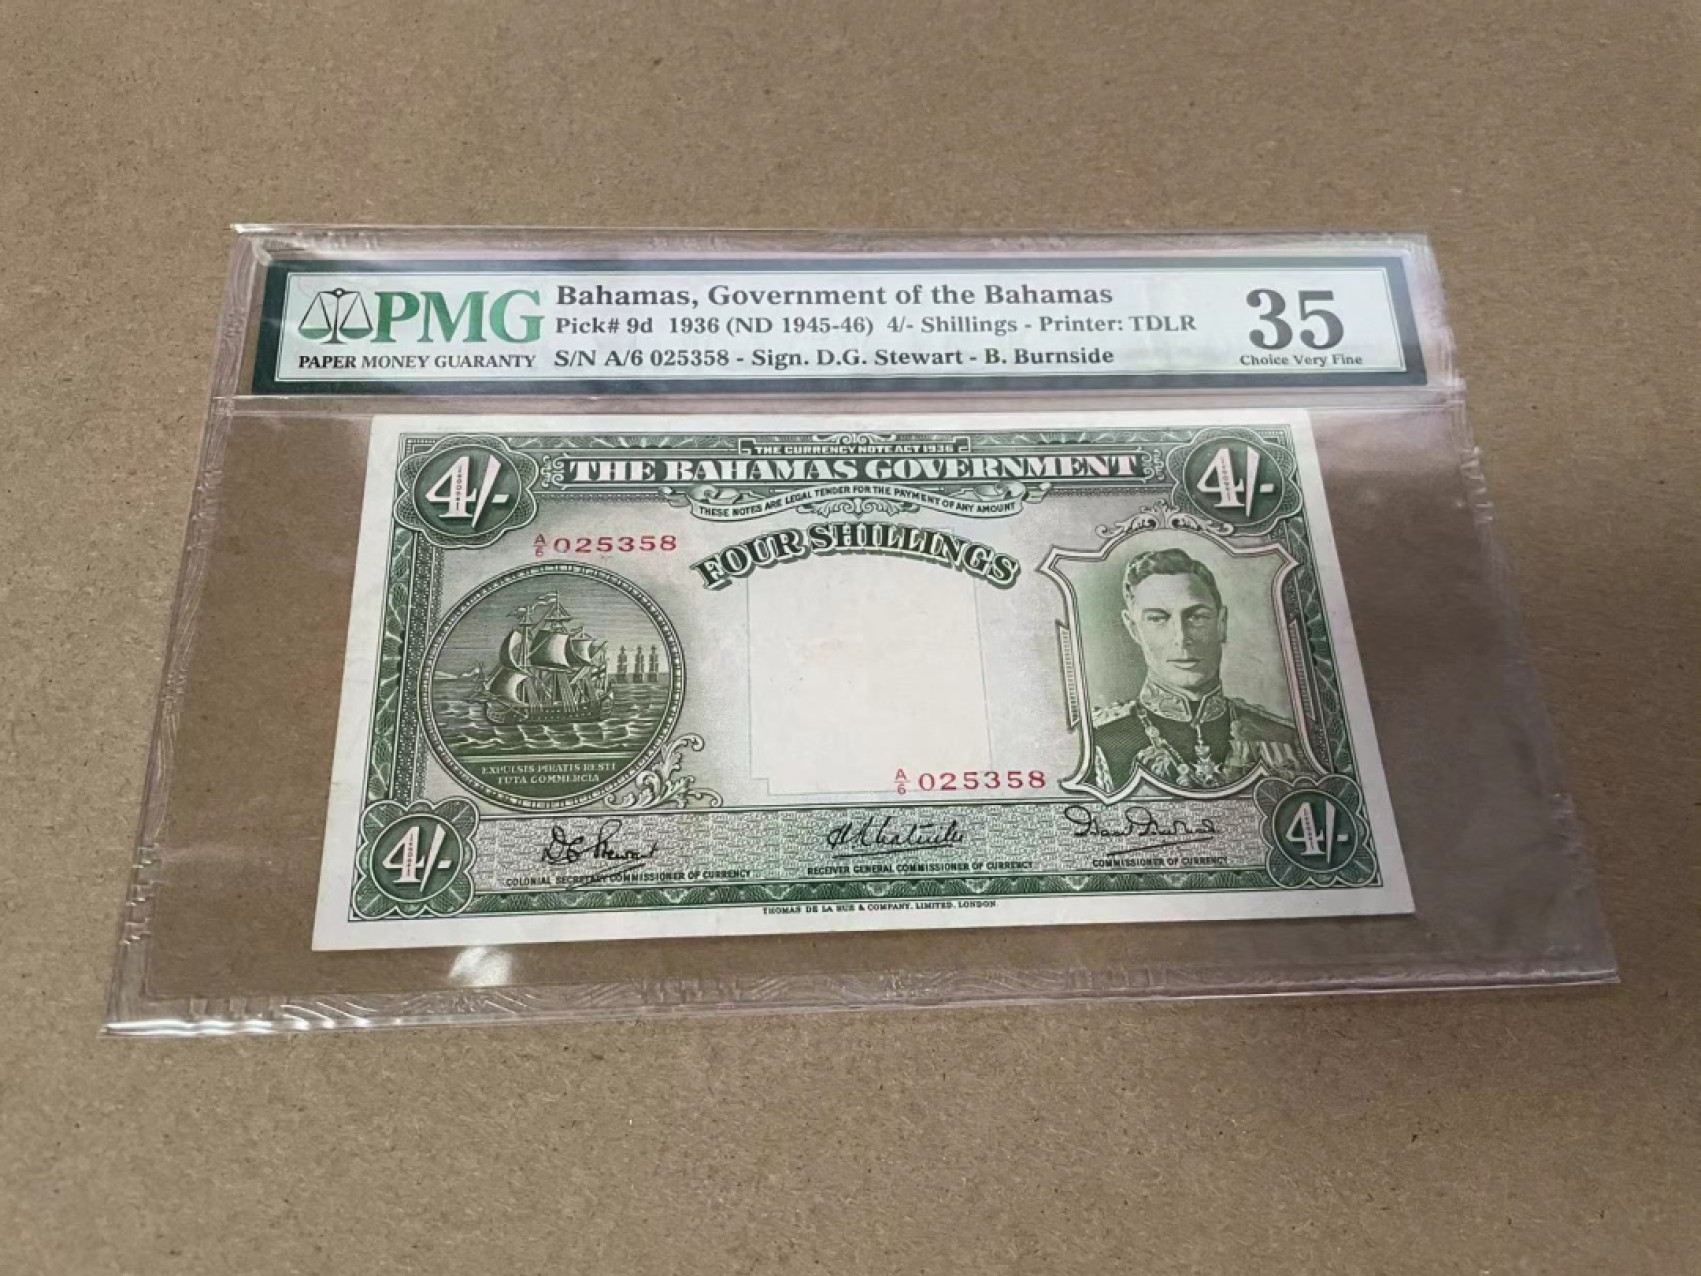 PMG
PAPER MONEY GUARANTY
Bahamas, Government of the Bahamas
Pick# 9d 1936 (ND 1945-46) 4/- Shillings - Printer: TDLR
S/N A/6 025358 - Sign. D.G. Stewart - B. Burnside
35
Choice Very Fine
THE CURRENCY NOTE ACT 1936
4/- THE BAHAMAS GOVERNMENT 4/-
THESE NOTES ARE LEGAL TENDER FOR THE PAYMENT OF ANY AMOUNT
A/6 025358
FOUR SHILLINGS
EXPULSIS PIRATIS RESTI
TUTA COMMERCIA
A/6 025358
4/- 4/-
COLONIAL SECRETARY COMMISSIONER OF CURRENCY
RECEIVER GENERAL COMMISSIONER OF CURRENCY
COMMISSIONER OF CURRENCY
THOMAS DE LA RUE & COMPANY, LIMITED, LONDON.